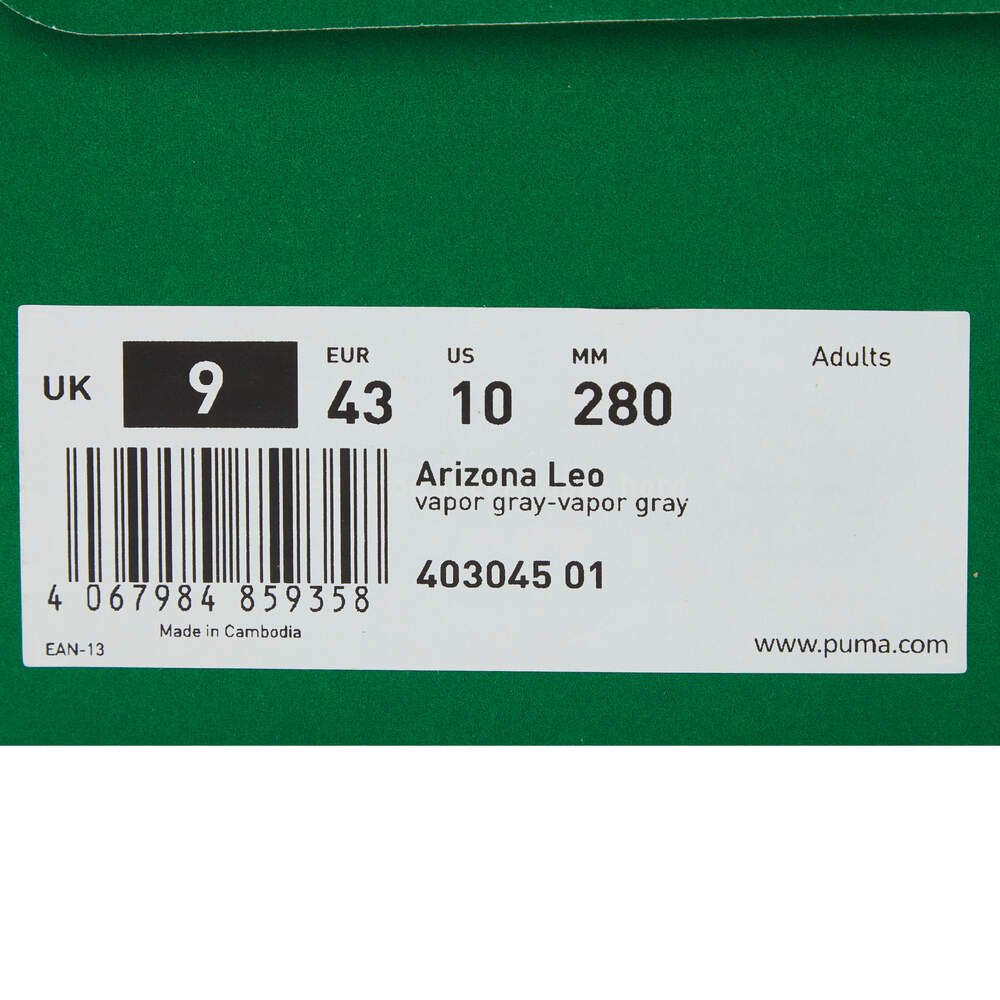 UK 9
EUR US MM Adults
43 10 280
Arizona Leo
vapor gray-vapor gray
403045 01
4 067984 859358
Made in Cambodia
EAN-13
www.puma.com